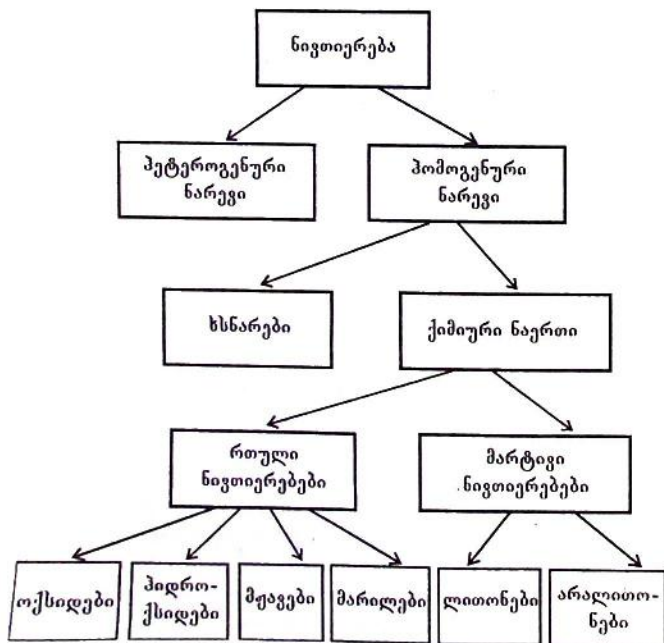 ნივთიერება
ჰეტეროგენური
ნარევი
ჰომოგენური
ნარევი
ხსნარები
ქიმიური ნაერთი
რთული
ნივთიერებები
მარტივი
ნივთიერებები
ოქსიდები
ჰიდრო-
ქსიდები
მჟავები
მარილები
ლითონები
არალითო-
ნები